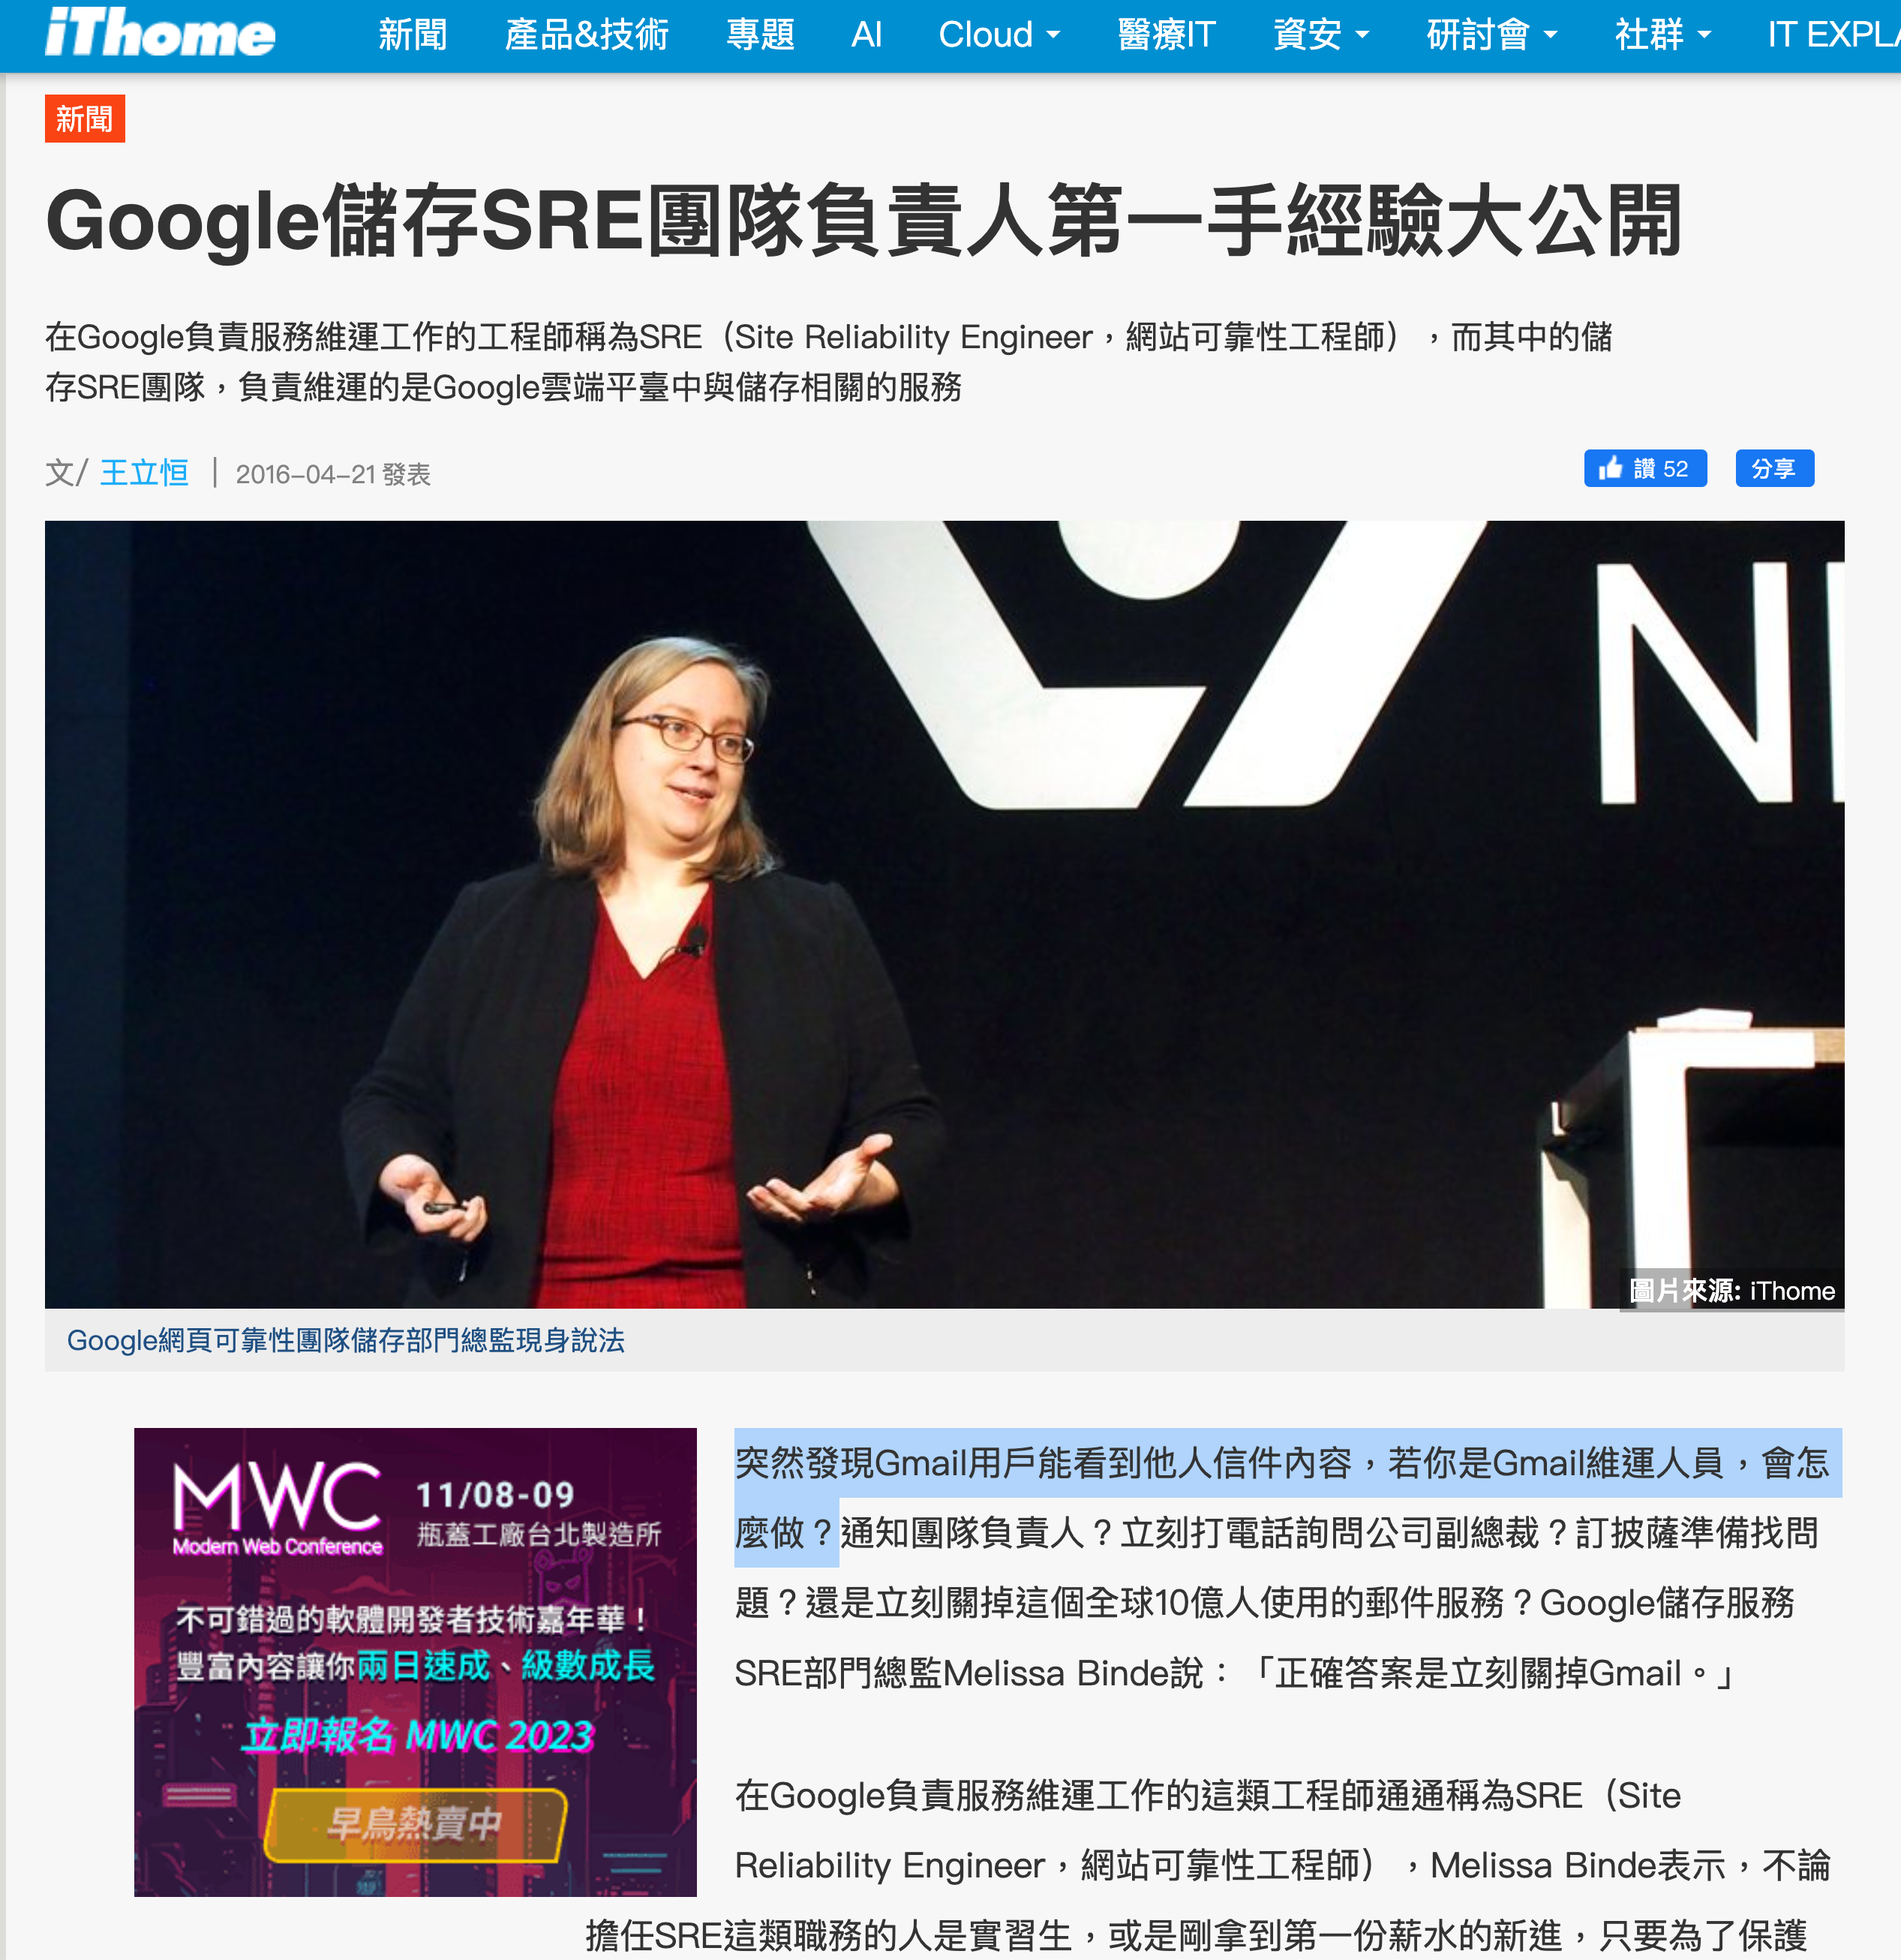 iThome 新聞 產品&技術 專題 AI Cloud 醫療IT 資安 研討會 社群 IT EXPLA
新聞
Google儲存SRE團隊負責人第一手經驗大公開
在Google負責服務維運工作的工程師稱為SRE（Site Reliability Engineer，網站可靠性工程師），而其中的儲
存SRE團隊，負責維運的是Google雲端平臺中與儲存相關的服務
文/ 王立恒 | 2016-04-21發表
讚 52 分享
圖片來源: iThome
Google網頁可靠性團隊儲存部門總監現身說法
MWC
Modern Web Conference
11/08-09
瓶蓋工廠台北製造所
不可錯過的軟體開發者技術嘉年華！
豐富內容讓你兩日速成、級數成長
立即報名 MWC 2023
早鳥熱賣中
突然發現Gmail用戶能看到他人信件內容，若你是Gmail維運人員，會怎
麼做？通知團隊負責人？立刻打電話詢問公司副總裁？訂披薩準備找問
題？還是立刻關掉這個全球10億人使用的郵件服務？Google儲存服務
SRE部門總監Melissa Binde說：「正確答案是立刻關掉Gmail。」
在Google負責服務維運工作的這類工程師通通稱為SRE（Site
Reliability Engineer，網站可靠性工程師），Melissa Binde表示，不論
擔任SRE這類職務的人是實習生，或是剛拿到第一份薪水的新進，只要為了保護